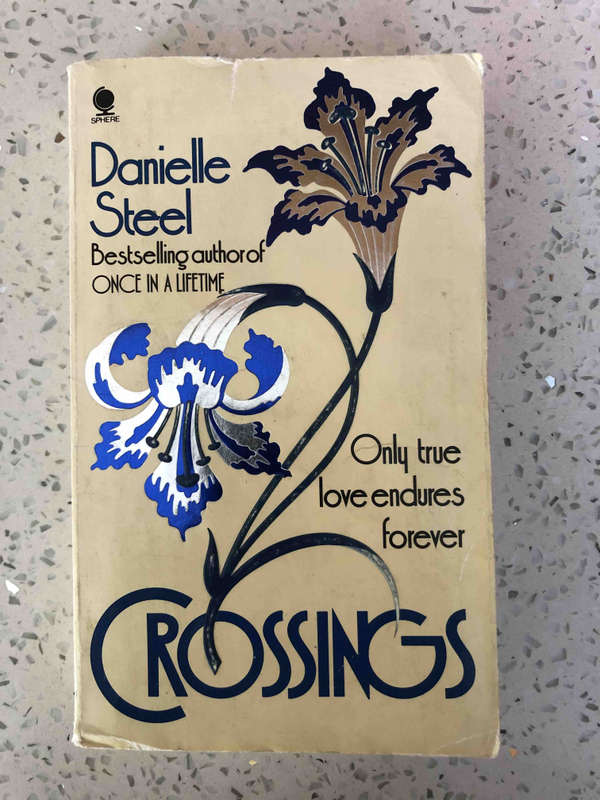 SPHERE
Danielle
Steel
Bestselling author of
ONCE IN A LIFETIME
Only true
love endures
forever
CROSSINGS